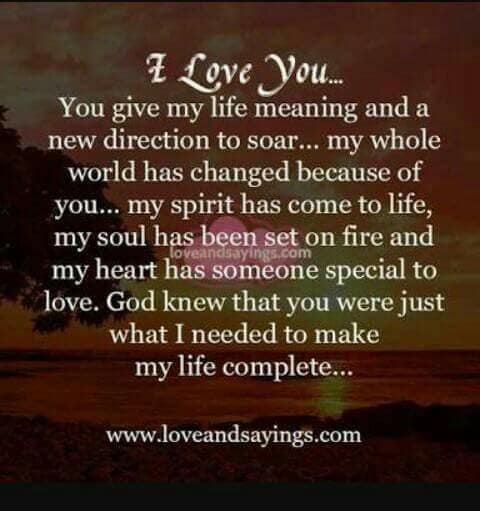 I Love You...
You give my life meaning and a
new direction to soar... my whole
world has changed because of
you... my spirit has come to life,
my soul has been set on fire and
loveandsayings.com
my heart has someone special to
love. God knew that you were just
what I needed to make
my life complete...
www.loveandsayings.com